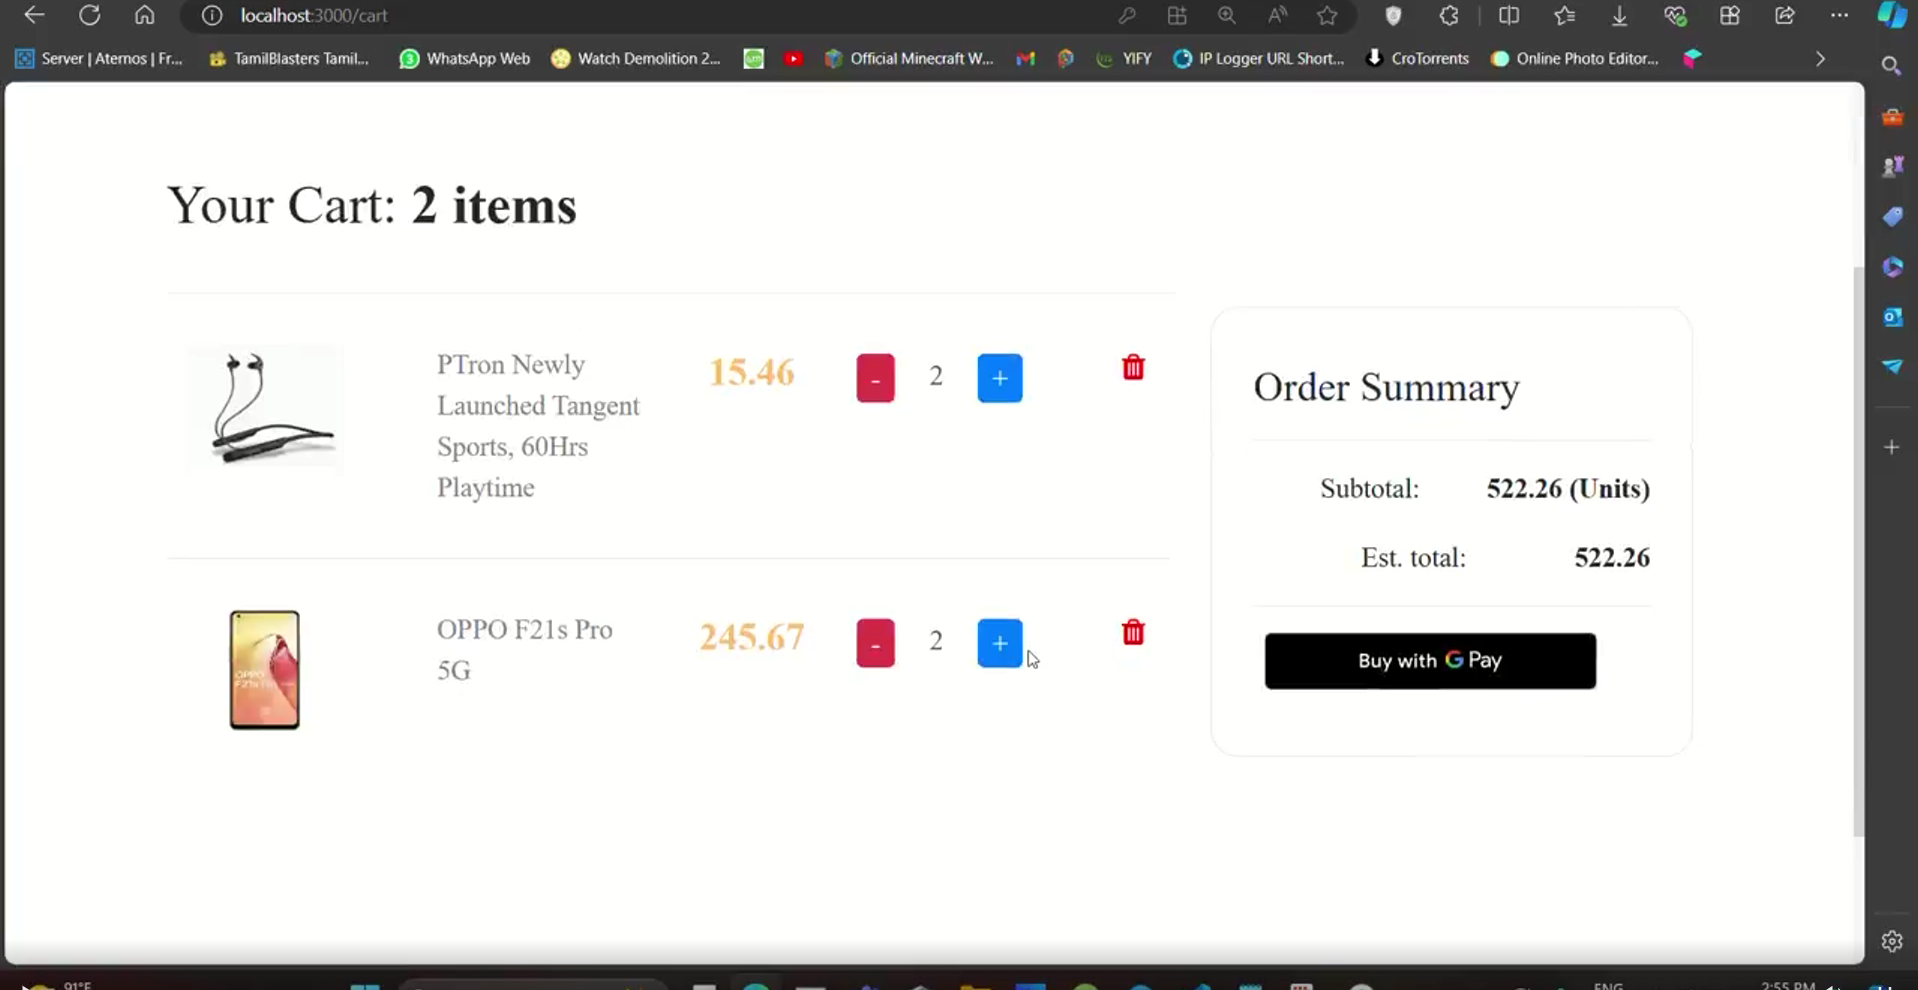 localhost:3000/cart
Server | Aternos | Fr...
TamilBlasters Tamil...
WhatsApp Web
Watch Demolition 2...
Official Minecraft W...
YIFY
IP Logger URL Short...
CroTorrents
Online Photo Editor...
Your Cart: 2 items
PTron Newly
Launched Tangent
Sports, 60Hrs
Playtime
15.46
- 2 +
OPPO F21s Pro
5G
245.67
- 2 +
Order Summary
Subtotal: 522.26 (Units)
Est. total: 522.26
Buy with G Pay
91°F
ENG
2:55 PM